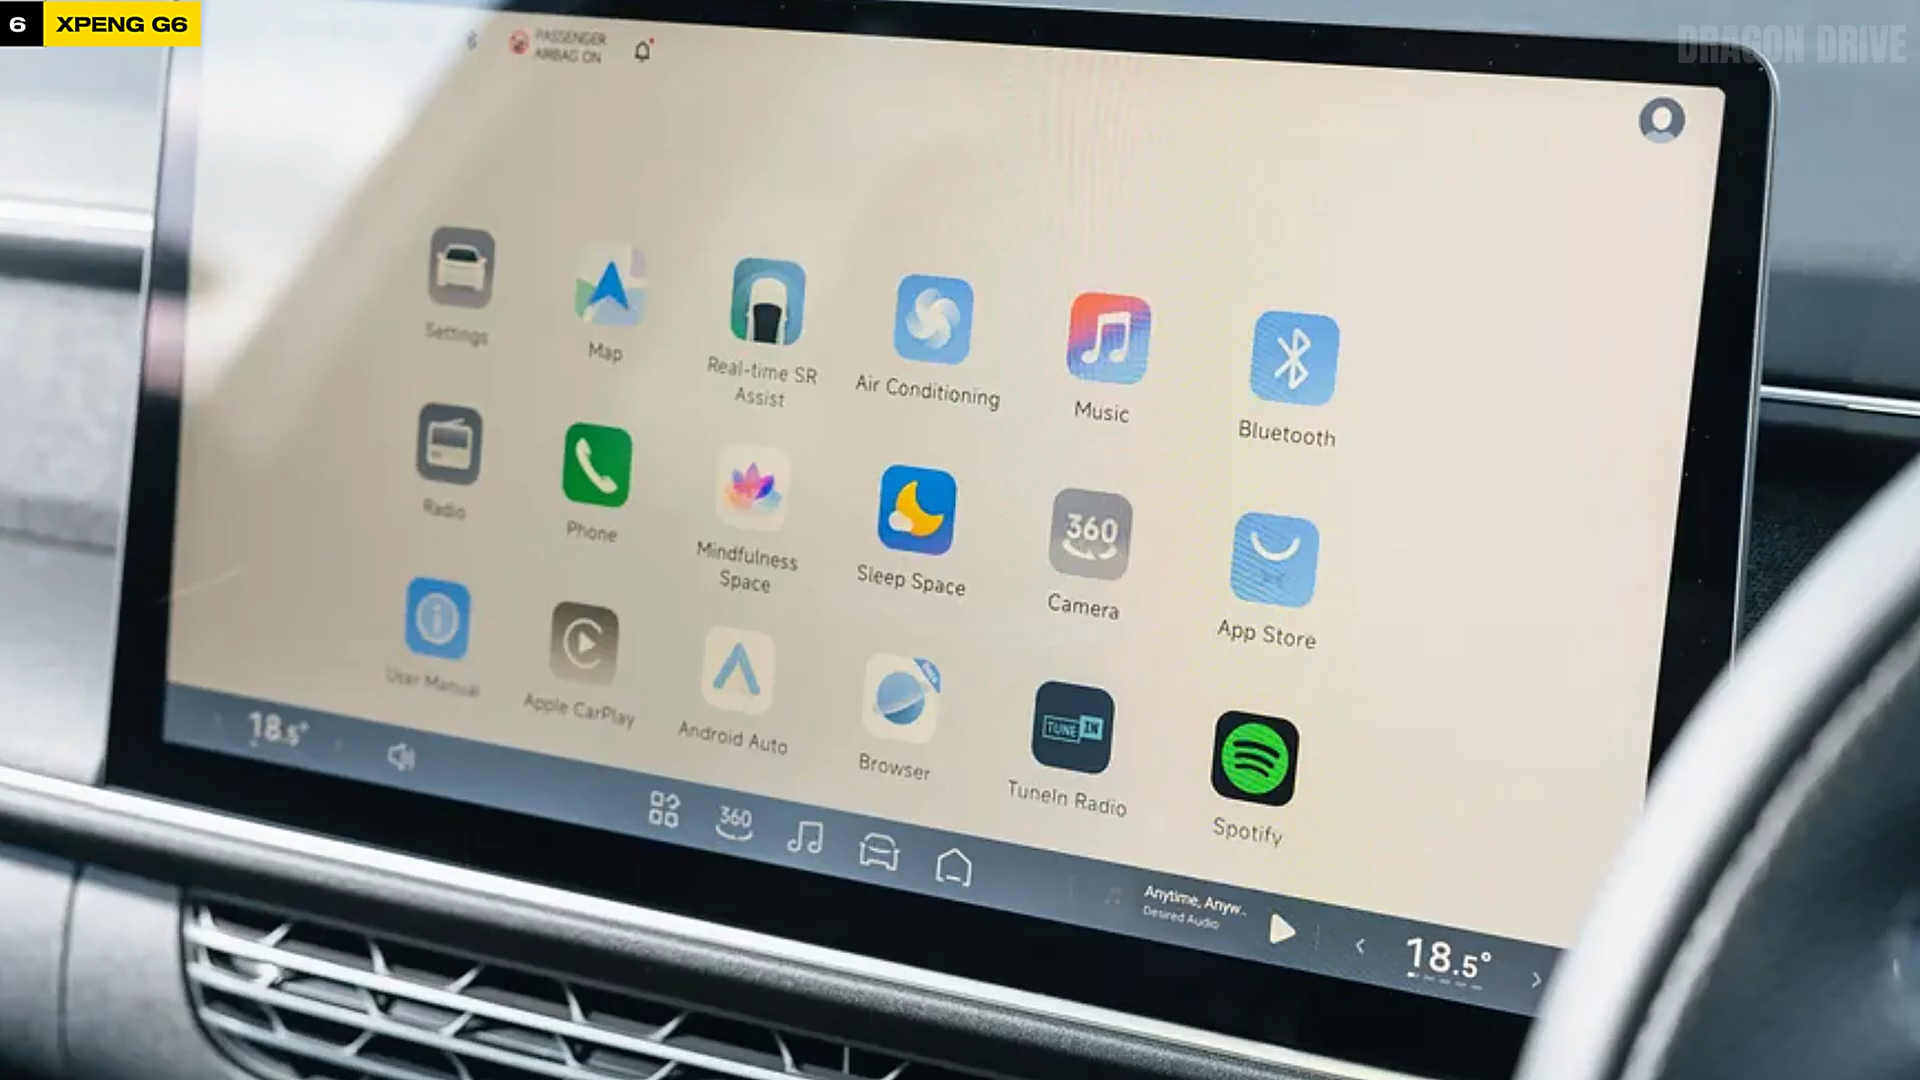 6 XPENG G6
DRAGON DRIVE
PASSENGER
AIRBAG ON
Settings
Map
Real-time SR
Assist
Air Conditioning
Music
Bluetooth
Radio
Phone
Mindfulness
Space
Sleep Space
360
Camera
App Store
User Manual
Apple CarPlay
Android Auto
Browser
TUNE IN
TuneIn Radio
Spotify
18.5°
360
Anytime, Anyw..
Desired Audio
18.5°